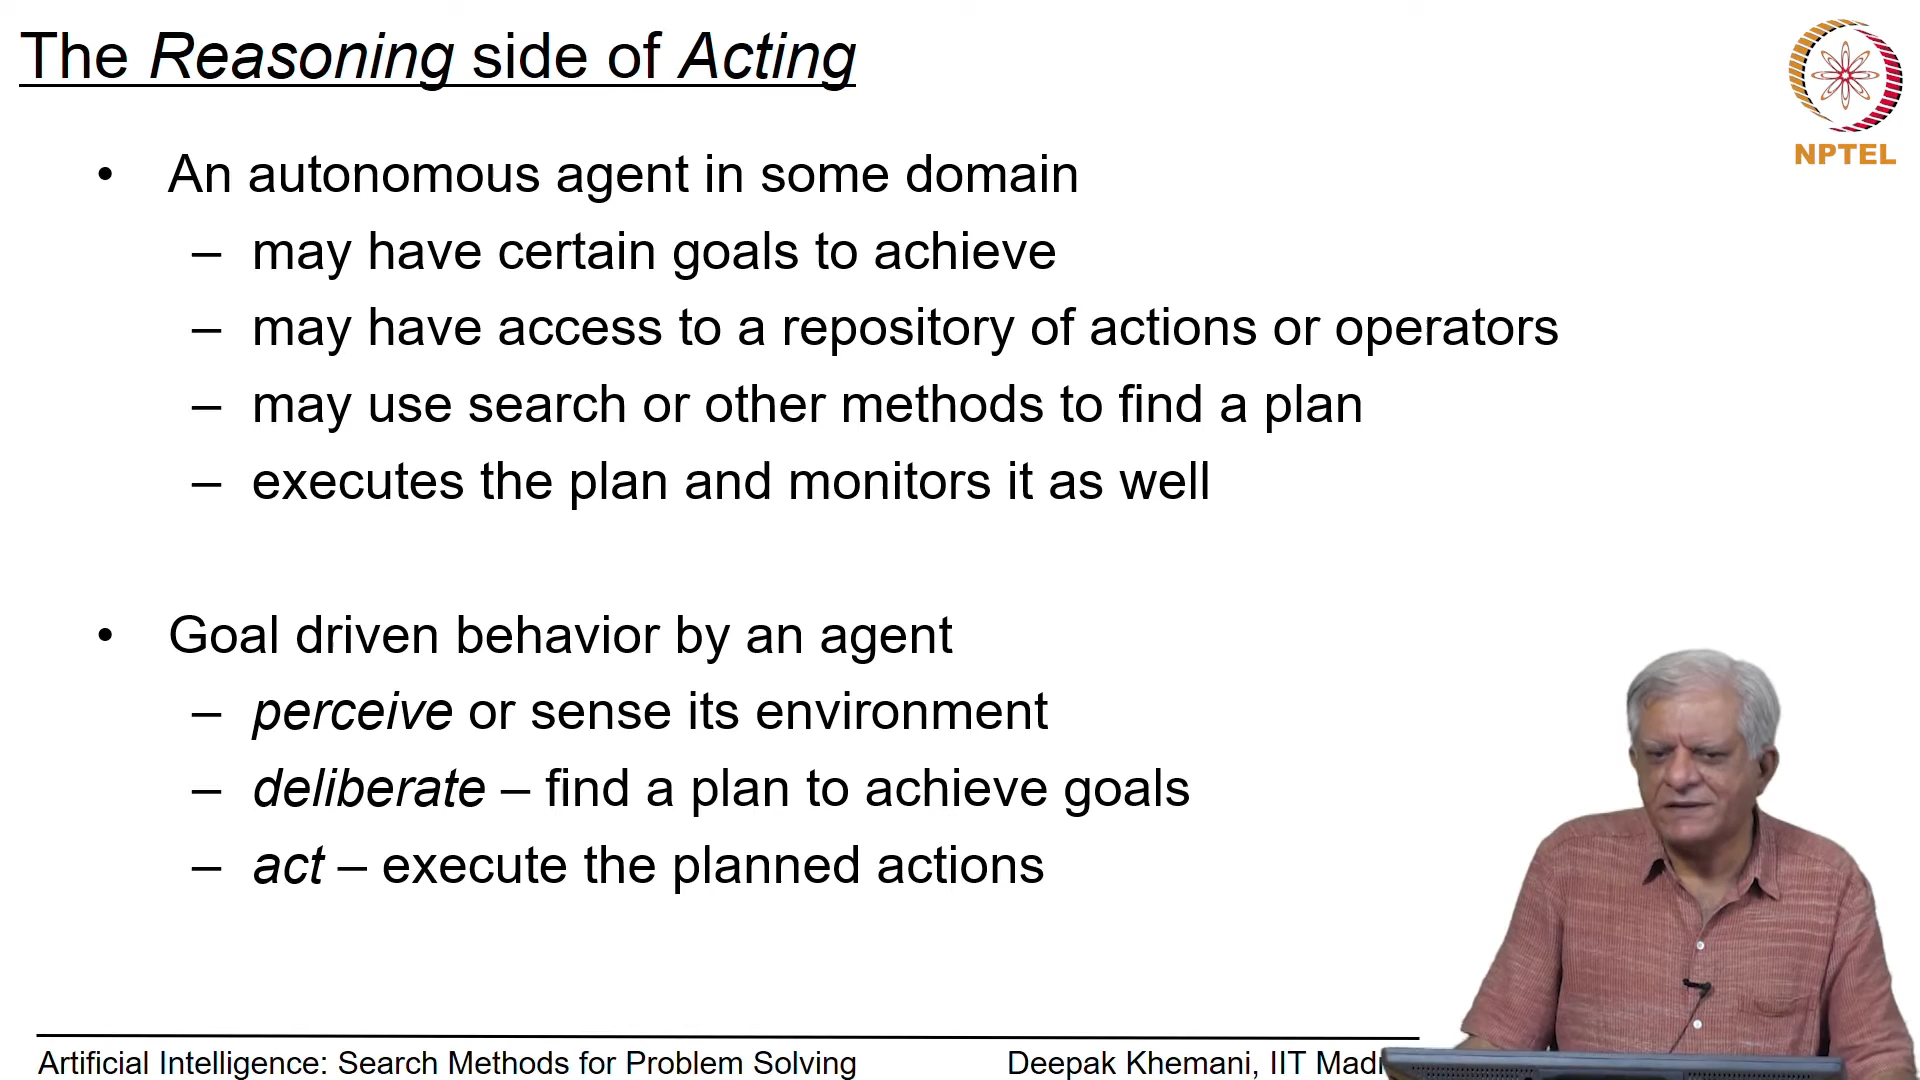 The Reasoning side of Acting
NPTEL
• An autonomous agent in some domain
– may have certain goals to achieve
– may have access to a repository of actions or operators
– may use search or other methods to find a plan
– executes the plan and monitors it as well
• Goal driven behavior by an agent
– perceive or sense its environment
– deliberate – find a plan to achieve goals
– act – execute the planned actions
Artificial Intelligence: Search Methods for Problem Solving
Deepak Khemani, IIT